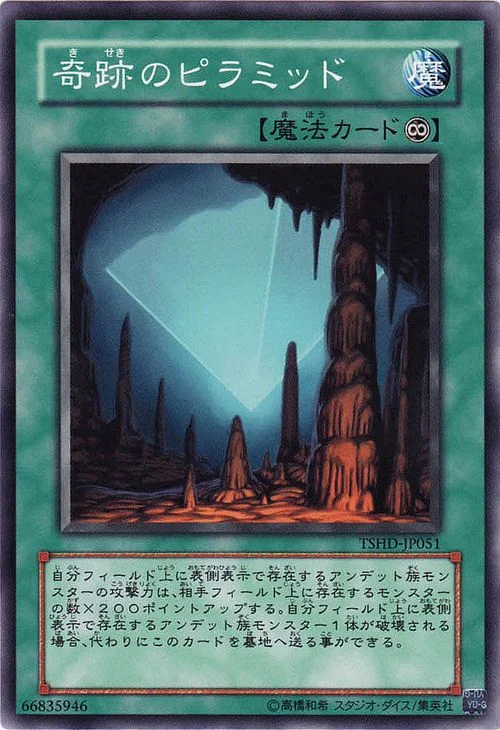 奇跡のピラミッド
魔
【魔法カード∞】
TSHD-JP051
自分フィールド上に表側表示で存在するアンデット族モン
スターの攻撃力は、相手フィールド上に存在するモンスター
の数×200ポイントアップする。自分フィールド上に表側
表示で存在するアンデット族モンスター1体が破壊される
場合、代わりにこのカードを墓地へ送る事ができる。
66835946
©高橋和希 スタジオ・ダイス/集英社